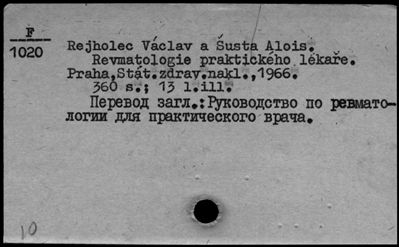 F
1020
Rejholec Václav a Šusta Alois.
Revmatologie praktického lékaře.
Praha,Stát.zdrav.nakl.,1966.
360 s.; 13 l.ill.
Перевод загл.:Руководство по ревмато-
логии для практического врача.
10